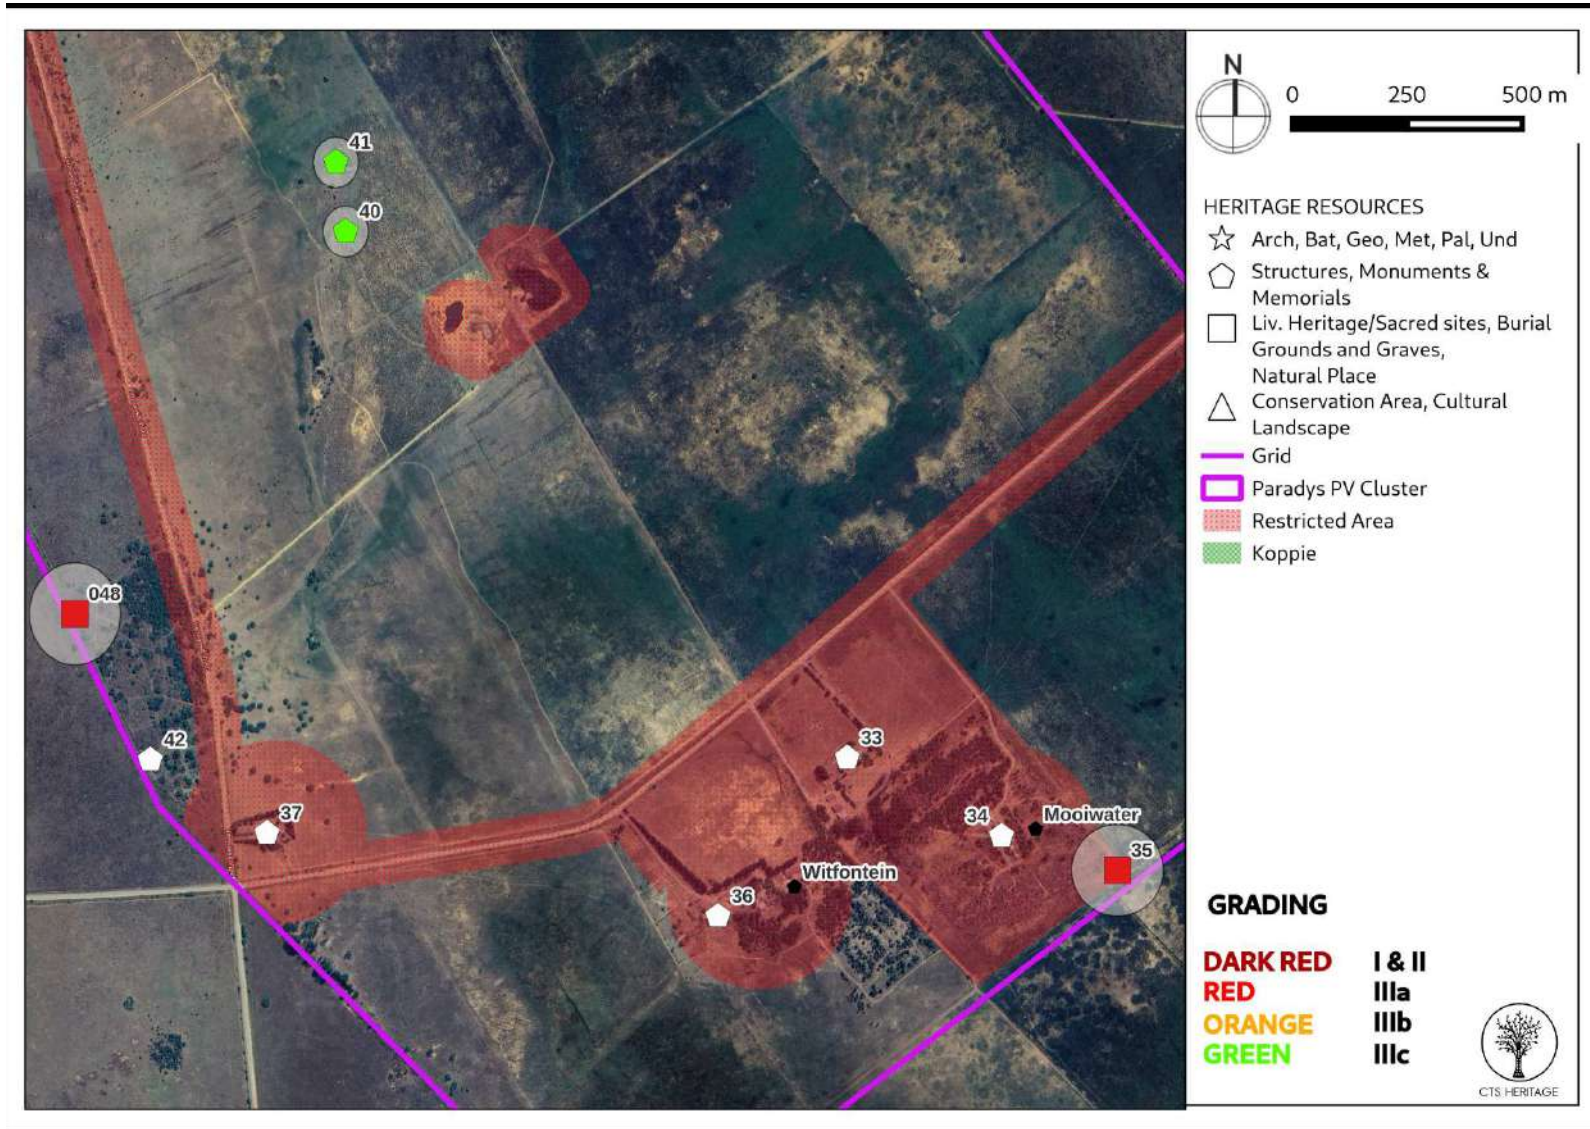 41
40
048
42
37
33
34
Mooiwater
35
Witfontein
36
N
0 250 500 m
HERITAGE RESOURCES
Arch, Bat, Geo, Met, Pal, Und
Structures, Monuments &
Memorials
Liv. Heritage/Sacred sites, Burial
Grounds and Graves,
Natural Place
Conservation Area, Cultural
Landscape
Grid
Paradys PV Cluster
Restricted Area
Koppie
GRADING
DARK RED I & II
RED IIIa
ORANGE IIIb
GREEN IIIc
CTS HERITAGE